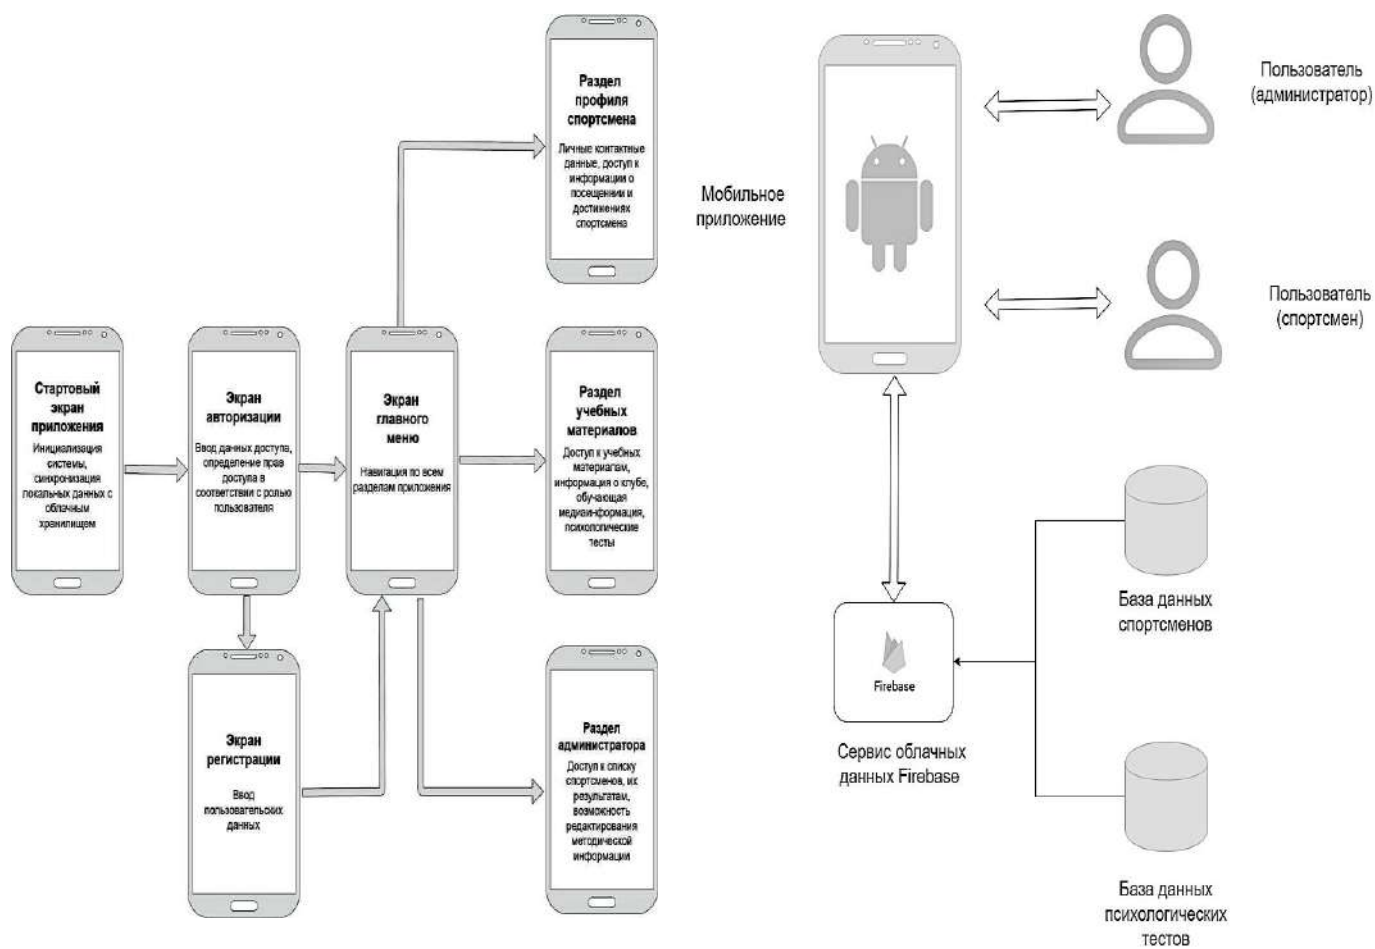 Раздел
профиля
спортсмена
Личные контактные
данные, доступ к
информации о
посещении и
достижениях
спортсмена
Стартовый
экран
приложения
Инициализация
системы,
синхронизация
локальных данных с
облачным
хранилищем
Экран
авторизации
Ввод данных доступа,
определение прав
доступа в
соответствии с ролью
пользователя
Экран
главного
меню
Навигация по всем
разделам приложения
Раздел
учебных
материалов
Доступ к учебных
материалам,
информация о клубе,
обучающая
медиаинформация,
психологические
тесты
Экран
регистрации
Ввод
пользовательских
данных
Раздел
администратора
Доступ к списку
спортсменов, их
результатам,
возможность
редактирования
методической
информации
Мобильное
приложение
Пользователь
(администратор)
Пользователь
(спортсмен)
Firebase
Сервис облачных
данных Firebase
База данных
спортсменов
База данных
психологических
тестов